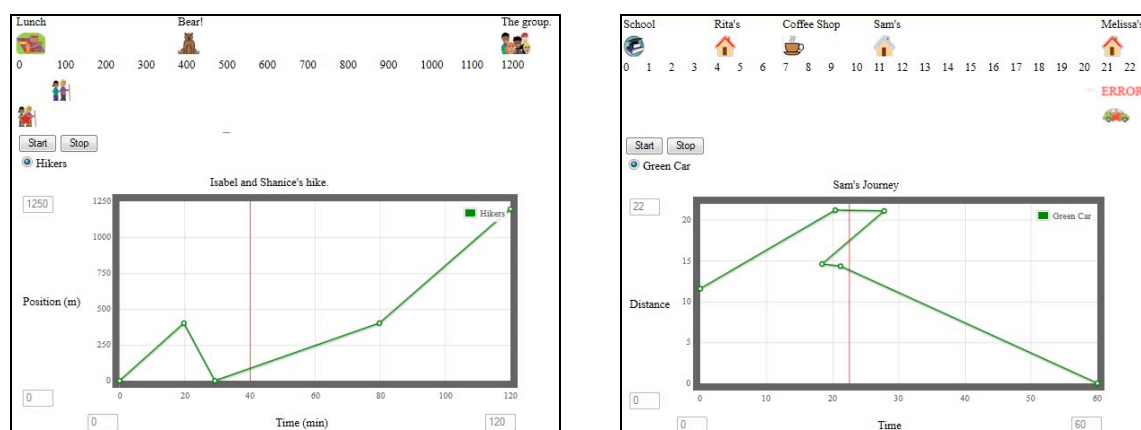 Lunch Bear! The group.
0 100 200 300 400 500 600 700 800 900 1000 1100 1200
Start Stop
Hikers
Isabel and Shanice's hike.
1250
1250
Hikers
1000
750
Position (m)
500
250
0
0
0 20 40 60 80 100 120
0 Time (min) 120
School Rita's Coffee Shop Sam's Melissa's
0 1 2 3 4 5 6 7 8 9 10 11 12 13 14 15 16 17 18 19 20 21 22
ERROR
Start Stop
Green Car
Sam's Journey
22
20
Green Car
15
Distance
10
5
0
0
0 10 20 30 40 50 60
0 Time 60